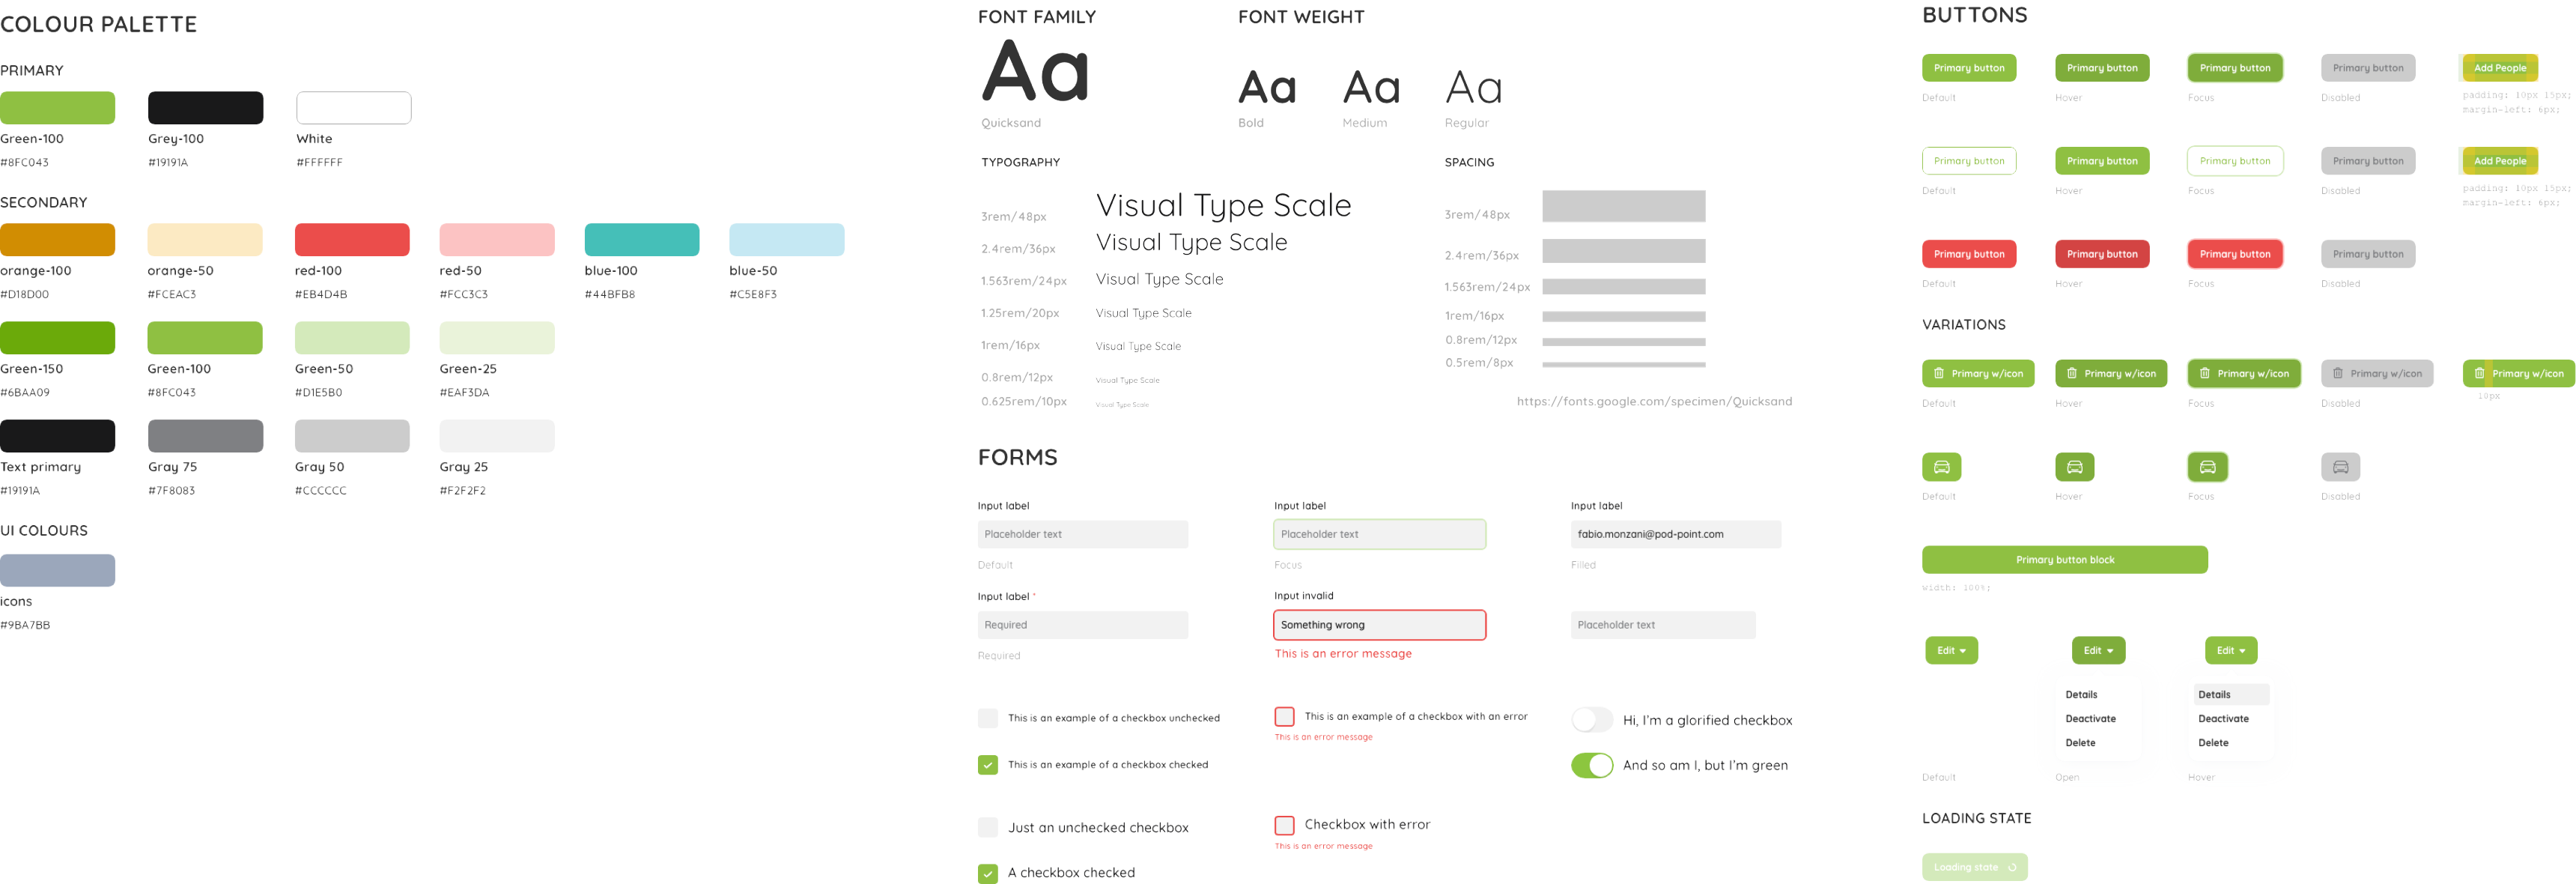 COLOUR PALETTE
PRIMARY
Green-100
Grey-100
White
#8FC043
#19191A
#FFFFFF
SECONDARY
orange-100
orange-50
red-100
red-50
blue-100
blue-50
#D18D00
#FCEAC3
#EB4D4B
#FCC3C3
#44BFB8
#C5E8F3
Green-150
Green-100
Green-50
Green-25
#6BAA09
#8FC043
#D1E5B0
#EAF3DA
Text primary
Gray 75
Gray 50
Gray 25
#19191A
#7F8083
#CCCCCC
#F2F2F2
UI COLOURS
icons
#9BA7BB
FONT FAMILY
Aa
Quicksand
FONT WEIGHT
Aa
Aa
Aa
Bold
Medium
Regular
TYPOGRAPHY
3rem/48px
Visual Type Scale
2.4rem/36px
Visual Type Scale
1.563rem/24px
Visual Type Scale
1.25rem/20px
Visual Type Scale
1rem/16px
Visual Type Scale
0.8rem/12px
Visual Type Scale
0.625rem/10px
Visual Type Scale
SPACING
3rem/48px
2.4rem/36px
1.563rem/24px
1rem/16px
0.8rem/12px
0.5rem/8px
https://fonts.google.com/specimen/Quicksand
FORMS
Input label
Placeholder text
Default
Input label
Placeholder text
Focus
Input label
fabio.monzani@pod-point.com
Filled
Input label *
Required
Required
Input invalid
Something wrong
This is an error message
Placeholder text
This is an example of a checkbox unchecked
This is an example of a checkbox with an error
This is an error message
Hi, I'm a glorified checkbox
This is an example of a checkbox checked
And so am I, but I'm green
Just an unchecked checkbox
Checkbox with error
This is an error message
A checkbox checked
BUTTONS
Primary button
Primary button
Primary button
Primary button
Add People
Default
Hover
Focus
Disabled
padding: 10px 15px;
margin-left: 6px;
Primary button
Primary button
Primary button
Primary button
Add People
Default
Hover
Focus
Disabled
padding: 10px 15px;
margin-left: 6px;
Primary button
Primary button
Primary button
Primary button
Default
Hover
Focus
Disabled
VARIATIONS
Primary w/icon
Primary w/icon
Primary w/icon
Primary w/icon
Primary w/icon
Default
Hover
Focus
Disabled
10px
Default
Hover
Focus
Disabled
Primary button block
width: 100%;
Edit
Edit
Edit
Details
Deactivate
Delete
Details
Deactivate
Delete
Default
Open
Hover
LOADING STATE
Loading state